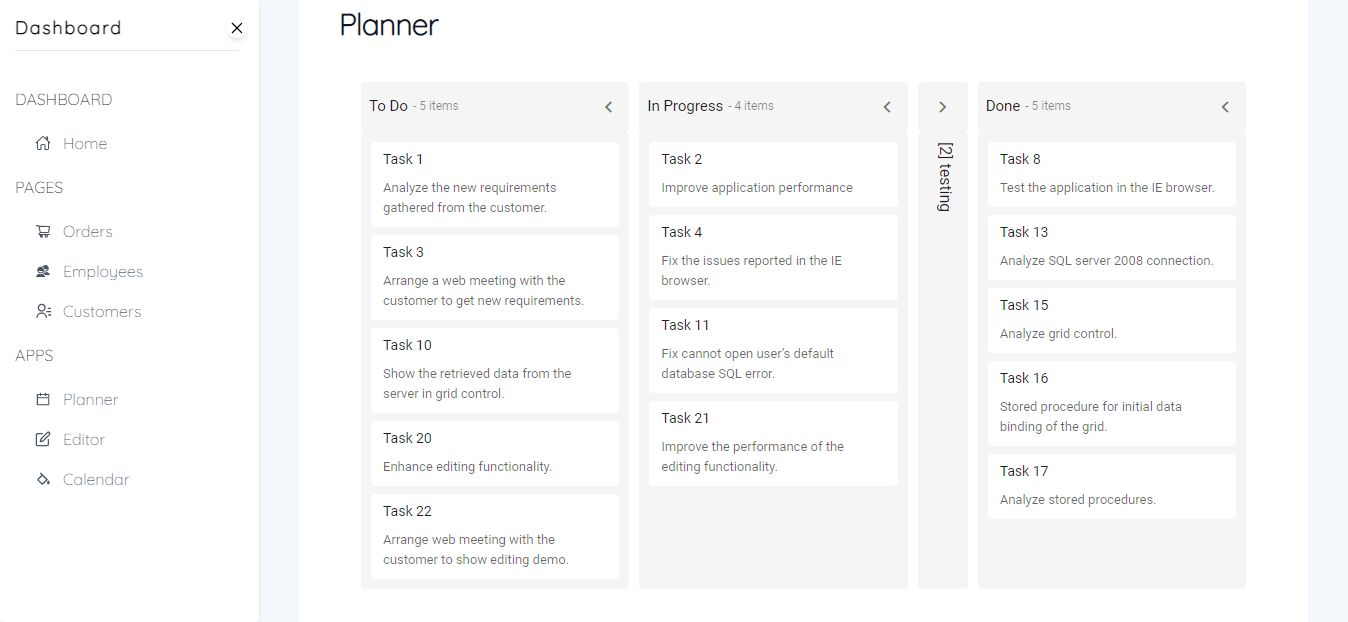 Dashboard
DASHBOARD
Home
PAGES
Orders
Employees
Customers
APPS
Planner
Editor
Calendar
Planner
To Do - 5 items
Task 1
Analyze the new requirements
gathered from the customer.
Task 3
Arrange a web meeting with the
customer to get new requirements.
Task 10
Show the retrieved data from the
server in grid control.
Task 20
Enhance editing functionality.
Task 22
Arrange web meeting with the
customer to show editing demo.
In Progress - 4 items
Task 2
Improve application performance
Task 4
Fix the issues reported in the IE
browser.
Task 11
Fix cannot open user’s default
database SQL error.
Task 21
Improve the performance of the
editing functionality.
[2] testing
Done - 5 items
Task 8
Test the application in the IE browser.
Task 13
Analyze SQL server 2008 connection.
Task 15
Analyze grid control.
Task 16
Stored procedure for initial data
binding of the grid.
Task 17
Analyze stored procedures.